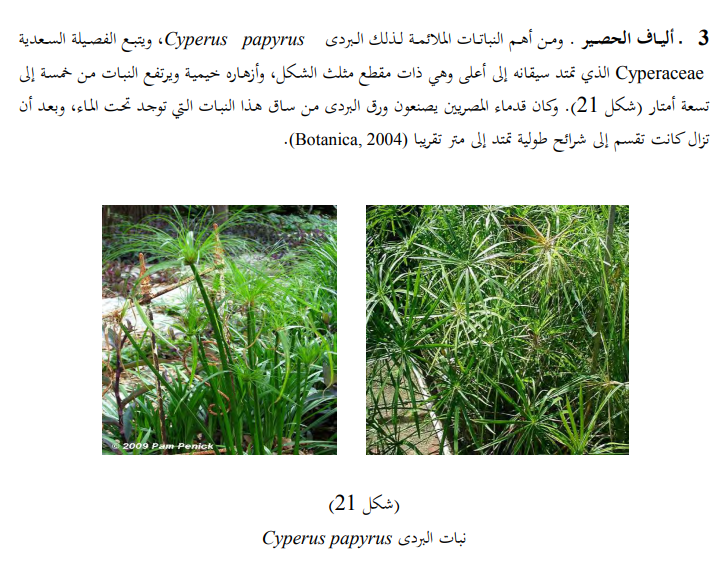 3 . ألياف الحصير . ومن أهم النباتات الملائمة لذلك البردى Cyperus papyrus، ويتبع الفصيلة السعدية
Cyperaceae الذي تمتد سيقانه إلى أعلى وهي ذات مقطع مثلث الشكل، وأزهاره خيمية ويرتفع النبات من خمسة إلى
تسعة أمتار (شكل 21). وكان قدماء المصريين يصنعون ورق البردى من ساق هذا النبات التي توجد تحت الماء، وبعد أن
تزال كانت تقسم إلى شرائح طولية تمتد إلى متر تقريبا (Botanica, 2004).
© 2009 Pam Penick
(شكل 21)
نبات البردى Cyperus papyrus